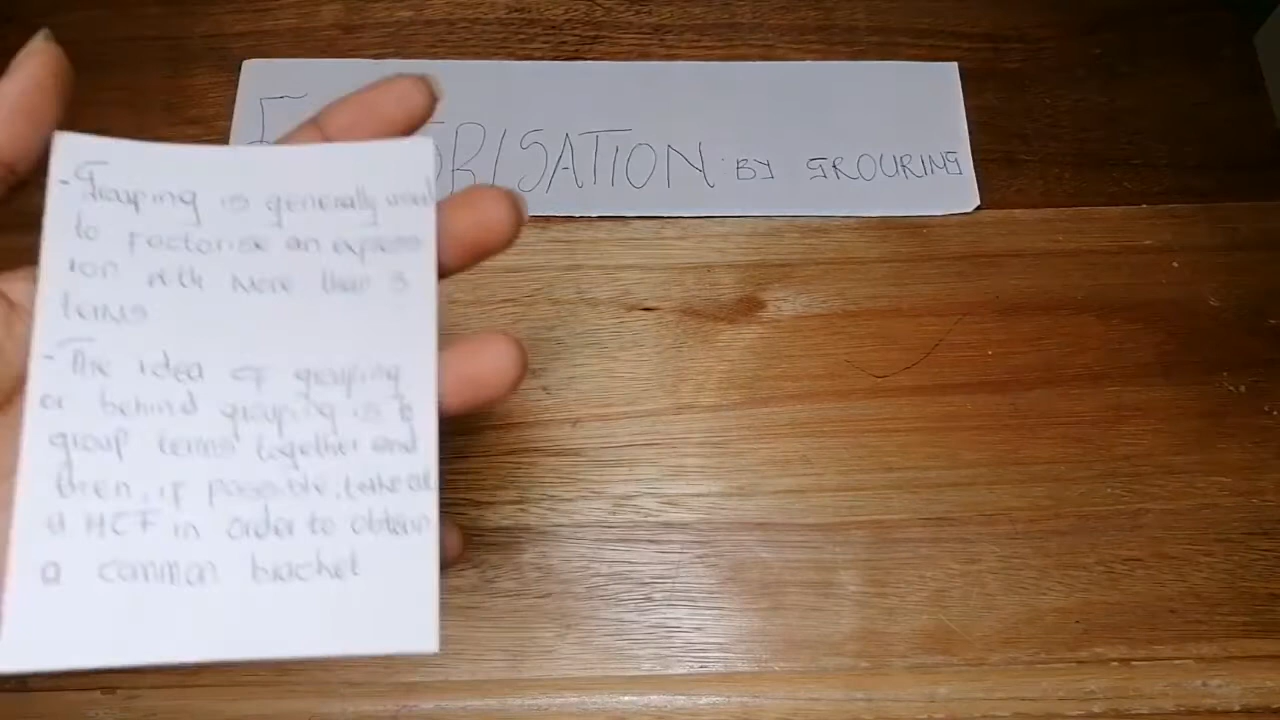 ORISATION BY GROUPING
- Grouping is generally used
to Factorise an express
ion with more than 3
terms
- The idea of grouping
or behind grouping is to
group terms together and
then, if possible, take out
a HCF in order to obtain
a common bracket